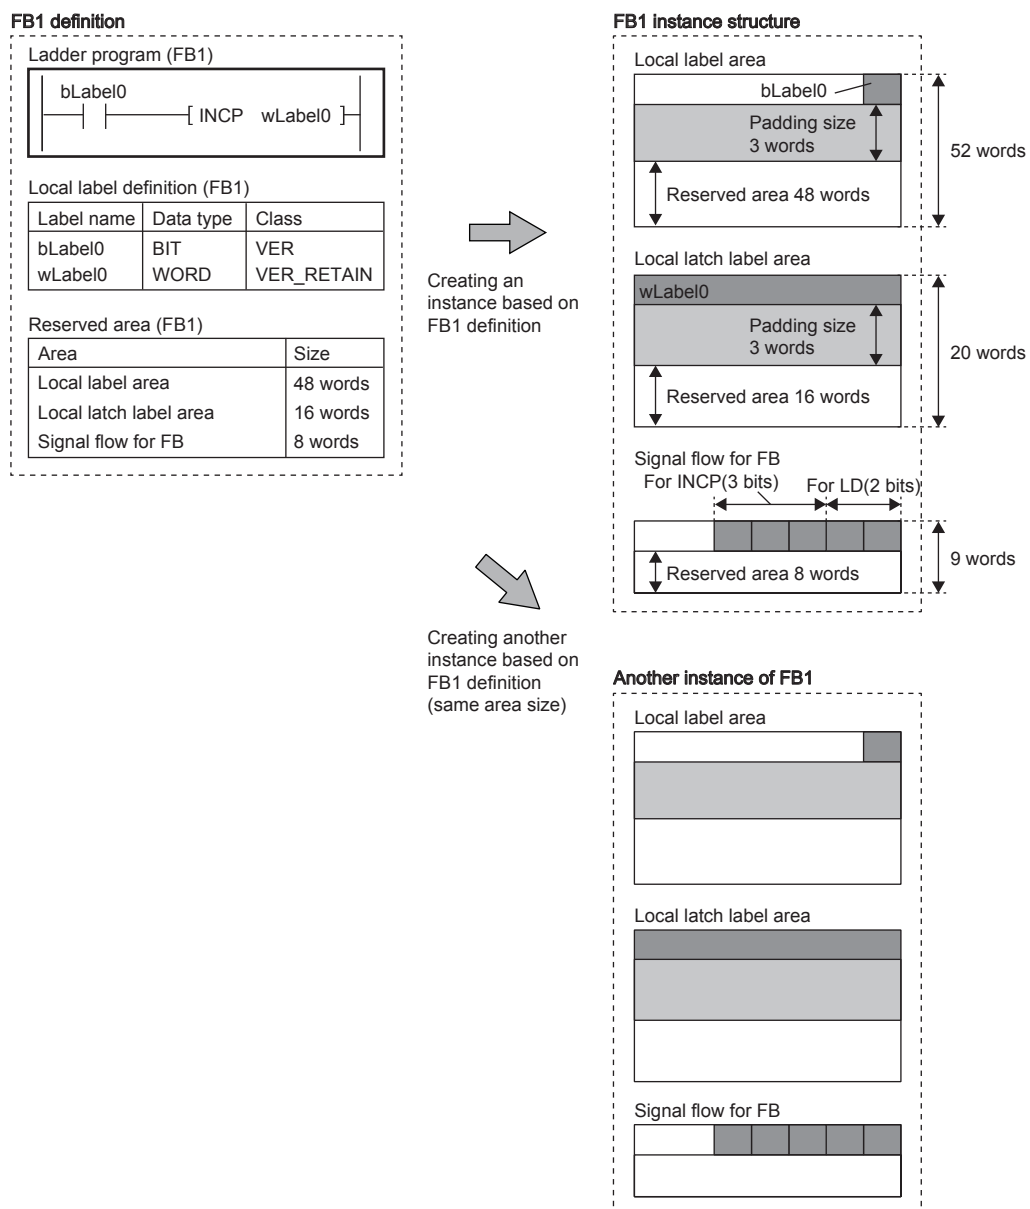 FB1 definition
Ladder program (FB1)
bLabel0
INCP wLabel0
Local label definition (FB1)
Label name Data type Class
bLabel0 BIT VER
wLabel0 WORD VER_RETAIN
Reserved area (FB1)
Area Size
Local label area 48 words
Local latch label area 16 words
Signal flow for FB 8 words
Creating an
instance based on
FB1 definition
FB1 instance structure
Local label area
bLabel0
Padding size
3 words
Reserved area 48 words
52 words
Local latch label area
wLabel0
Padding size
3 words
Reserved area 16 words
20 words
Signal flow for FB
For INCP(3 bits)
For LD(2 bits)
Reserved area 8 words
9 words
Creating another
instance based on
FB1 definition
(same area size)
Another instance of FB1
Local label area
Local latch label area
Signal flow for FB